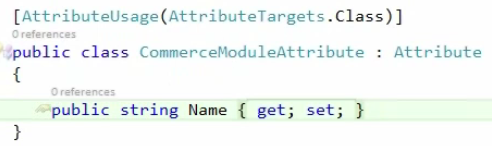 [AttributeUsage(AttributeTargets.Class)]
0 references
public class CommerceModuleAttribute : Attribute
{
0 references
public string Name { get; set; }
}